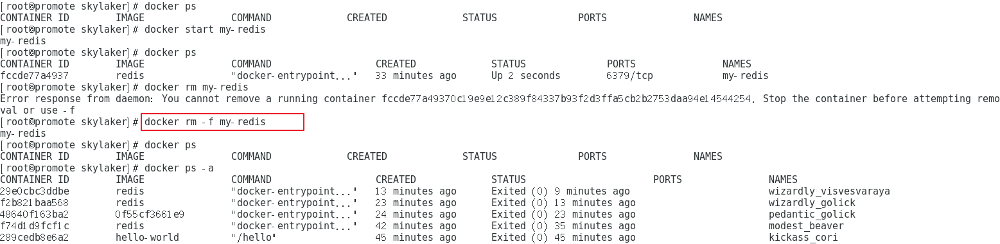 [root@promote skylaker]# docker ps
CONTAINER ID IMAGE COMMAND CREATED STATUS PORTS NAMES
[root@promote skylaker]# docker start my-redis
my-redis
[root@promote skylaker]# docker ps
CONTAINER ID IMAGE COMMAND CREATED STATUS PORTS NAMES
fccde77a4937 redis "docker-entrypoint..." 33 minutes ago Up 2 seconds 6379/tcp my-redis
[root@promote skylaker]# docker rm my-redis
Error response from daemon: You cannot remove a running container fccde77a49370c19e9e12c389f84337b93f2d3ffa5cb2b2753daa94e14544254. Stop the container before attempting remo
val or use -f
[root@promote skylaker]# docker rm -f my-redis
my-redis
[root@promote skylaker]# docker ps
CONTAINER ID IMAGE COMMAND CREATED STATUS PORTS NAMES
[root@promote skylaker]# docker ps -a
CONTAINER ID IMAGE COMMAND CREATED STATUS PORTS NAMES
29e0cbc3ddbe redis "docker-entrypoint..." 13 minutes ago Exited (0) 9 minutes ago wizardly_visvesvaraya
f2b821baa568 redis "docker-entrypoint..." 23 minutes ago Exited (0) 13 minutes ago wizardly_golick
48640f163ba2 0f55cf3661e9 "docker-entrypoint..." 24 minutes ago Exited (0) 23 minutes ago pedantic_golick
f74d1d9fcf1c redis "docker-entrypoint..." 42 minutes ago Exited (0) 35 minutes ago modest_beaver
289cedb8e6a2 hello-world "/hello" 45 minutes ago Exited (0) 45 minutes ago kickass_cori